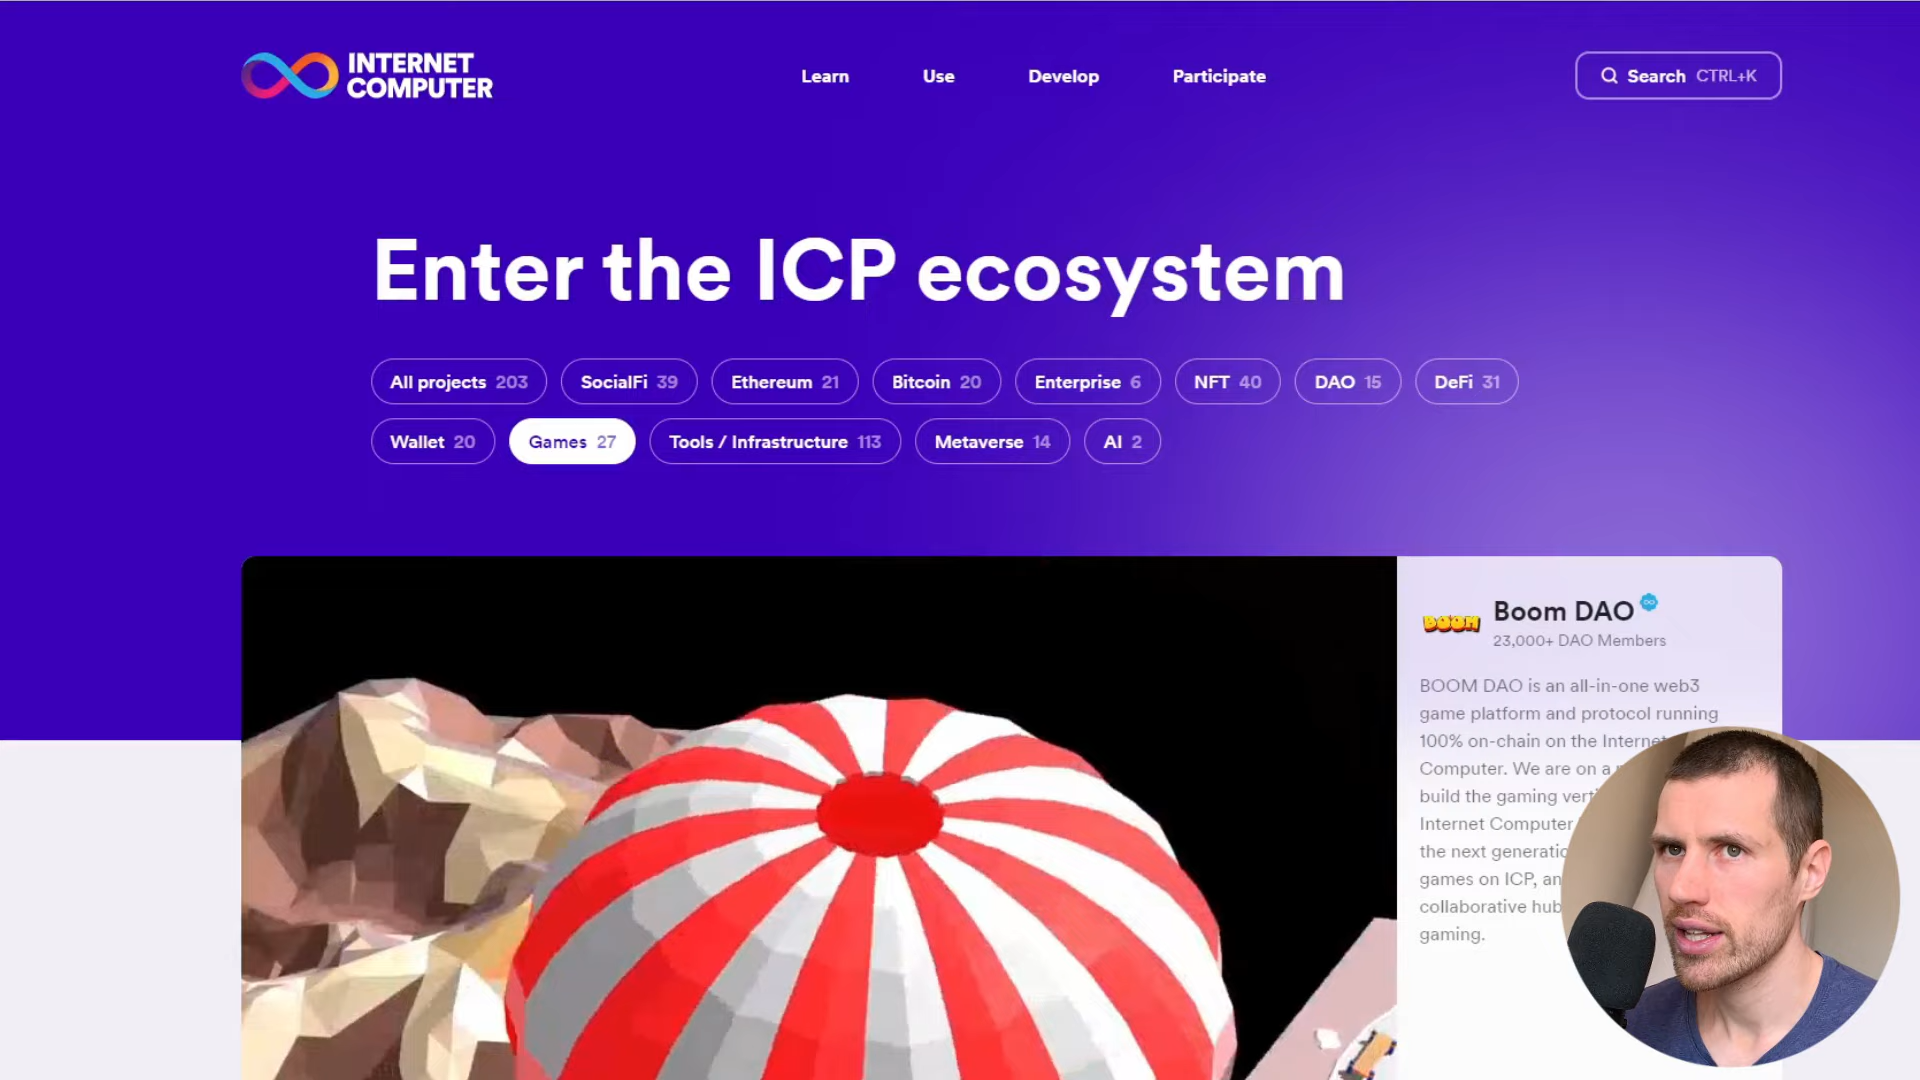 INTERNET
COMPUTER
Learn
Use
Develop
Participate
Search CTRL+K
Enter the ICP ecosystem
All projects 203
SocialFi 39
Ethereum 21
Bitcoin 20
Enterprise 6
NFT 40
DAO 15
DeFi 31
Wallet 20
Games 27
Tools / Infrastructure 113
Metaverse 14
AI 2
BOOM
Boom DAO
23,000+ DAO Members
BOOM DAO is an all-in-one web3
game platform and protocol running
100% on-chain on the Internet
Computer. We are on a
build the gaming
Internet Computer
the next
games on ICP,
collaborative hub
gaming.